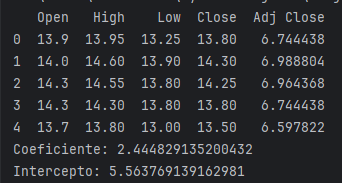 Open High Low Close Adj Close
0 13.9 13.95 13.25 13.80 6.744438
1 14.0 14.60 13.90 14.30 6.988804
2 14.3 14.55 13.80 14.25 6.964368
3 14.3 14.30 13.80 13.80 6.744438
4 13.7 13.80 13.00 13.50 6.597822
Coeficiente: 2.444829135200432
Intercepto: 5.563769139162981